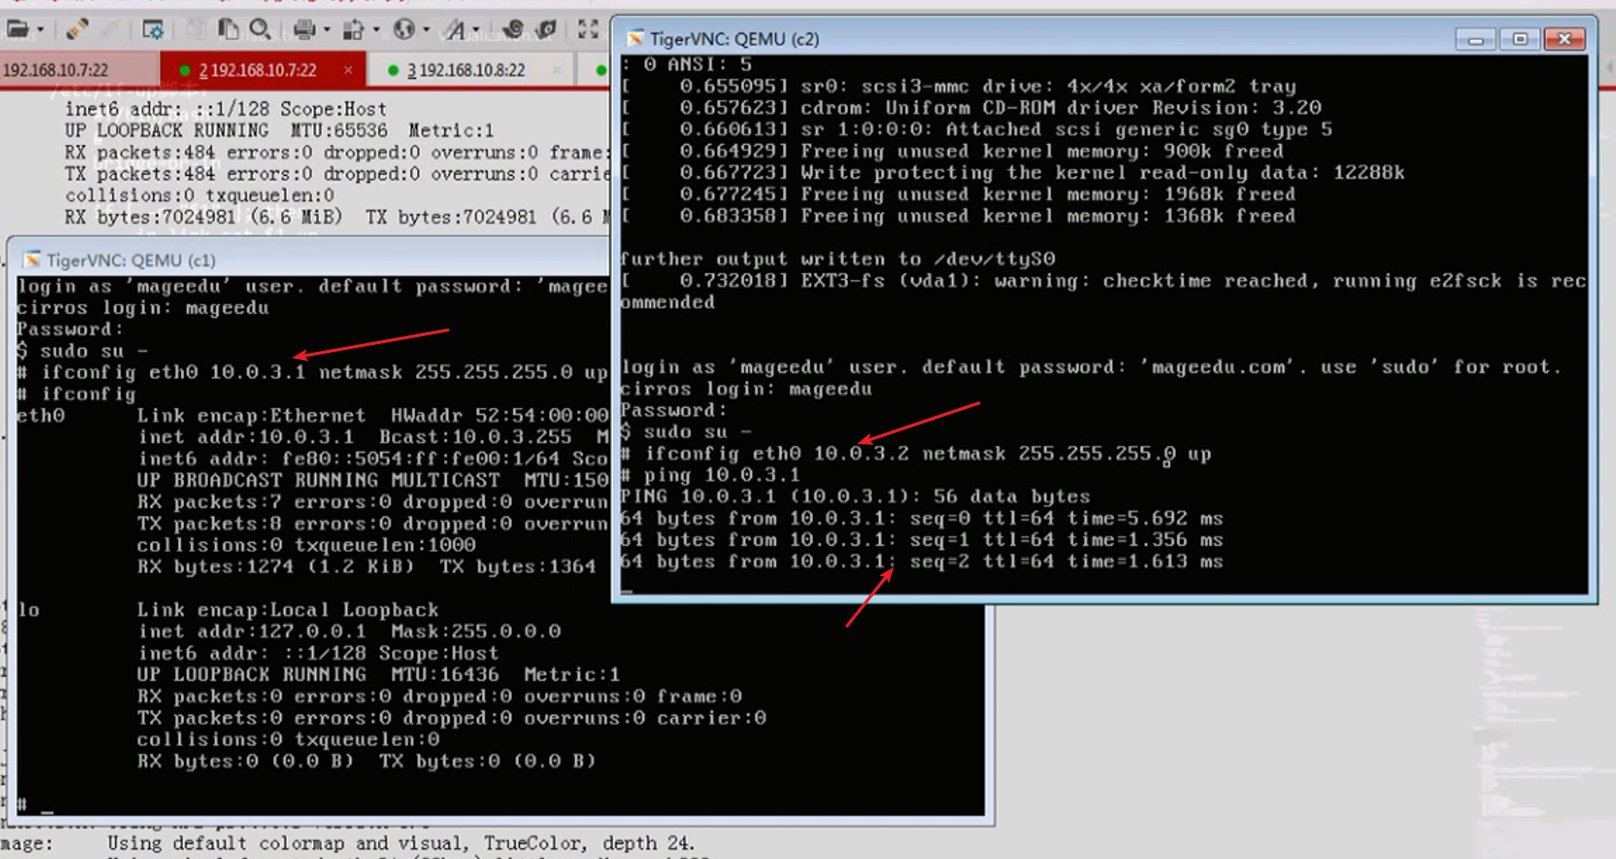 192.168.10.7:22
2 192.168.10.7:22 ×
3 192.168.10.8:22 ×
inet6 addr: ::1/128 Scope:Host
UP LOOPBACK RUNNING  MTU:65536  Metric:1
RX packets:484 errors:0 dropped:0 overruns:0 frame:
TX packets:484 errors:0 dropped:0 overruns:0 carrie
collisions:0 txqueuelen:0
RX bytes:7024981 (6.6 MiB)  TX bytes:7024981 (6.6 M
TigerVNC: QEMU (c1)
login as 'mageedu' user. default password: 'magee
cirros login: mageedu
Password:
$ sudo su -
# ifconfig eth0 10.0.3.1 netmask 255.255.255.0 up
# ifconfig
eth0      Link encap:Ethernet  HWaddr 52:54:00:00
inet addr:10.0.3.1  Bcast:10.0.3.255  M
inet6 addr: fe80::5054:ff:fe00:1/64 Sco
UP BROADCAST RUNNING MULTICAST  MTU:150
RX packets:7 errors:0 dropped:0 overrun
TX packets:8 errors:0 dropped:0 overrun
collisions:0 txqueuelen:1000
RX bytes:1274 (1.2 KiB)  TX bytes:1364
lo        Link encap:Local Loopback
inet addr:127.0.0.1  Mask:255.0.0.0
inet6 addr: ::1/128 Scope:Host
UP LOOPBACK RUNNING  MTU:16436  Metric:1
RX packets:0 errors:0 dropped:0 overruns:0 frame:0
TX packets:0 errors:0 dropped:0 overruns:0 carrier:0
collisions:0 txqueuelen:0
RX bytes:0 (0.0 B)  TX bytes:0 (0.0 B)
# _
TigerVNC: QEMU (c2)
: 0 ANSI: 5
[    0.655095] sr0: scsi3-mmc drive: 4x/4x xa/form2 tray
[    0.657623] cdrom: Uniform CD-ROM driver Revision: 3.20
[    0.660613] sr 1:0:0:0: Attached scsi generic sg0 type 5
[    0.664929] Freeing unused kernel memory: 900k freed
[    0.667723] Write protecting the kernel read-only data: 12288k
[    0.677245] Freeing unused kernel memory: 1968k freed
[    0.683358] Freeing unused kernel memory: 1368k freed
further output written to /dev/ttyS0
[    0.732018] EXT3-fs (vda1): warning: checktime reached, running e2fsck is rec
ommended
login as 'mageedu' user. default password: 'mageedu.com'. use 'sudo' for root.
cirros login: mageedu
Password:
$ sudo su -
# ifconfig eth0 10.0.3.2 netmask 255.255.255.0 up
# ping 10.0.3.1
PING 10.0.3.1 (10.0.3.1): 56 data bytes
64 bytes from 10.0.3.1: seq=0 ttl=64 time=5.692 ms
64 bytes from 10.0.3.1: seq=1 ttl=64 time=1.356 ms
64 bytes from 10.0.3.1: seq=2 ttl=64 time=1.613 ms
_
mage:     Using default colormap and visual, TrueColor, depth 24.